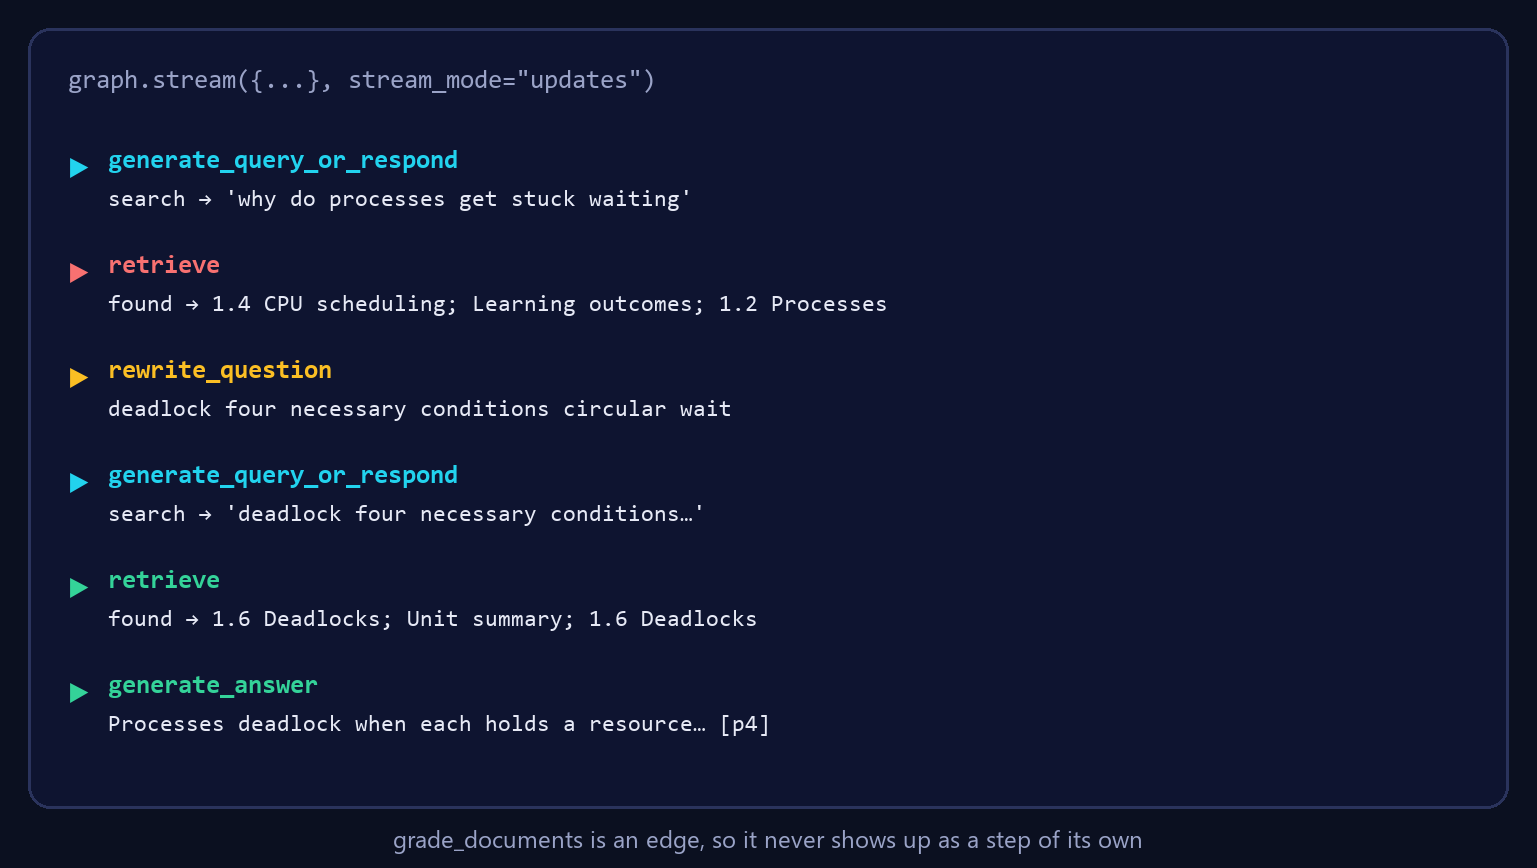 graph.stream({...}, stream_mode="updates")
generate_query_or_respond
search → 'why do processes get stuck waiting'
retrieve
found → 1.4 CPU scheduling; Learning outcomes; 1.2 Processes
rewrite_question
deadlock four necessary conditions circular wait
generate_query_or_respond
search → 'deadlock four necessary conditions…'
retrieve
found → 1.6 Deadlocks; Unit summary; 1.6 Deadlocks
generate_answer
Processes deadlock when each holds a resource… [p4]
grade_documents is an edge, so it never shows up as a step of its own